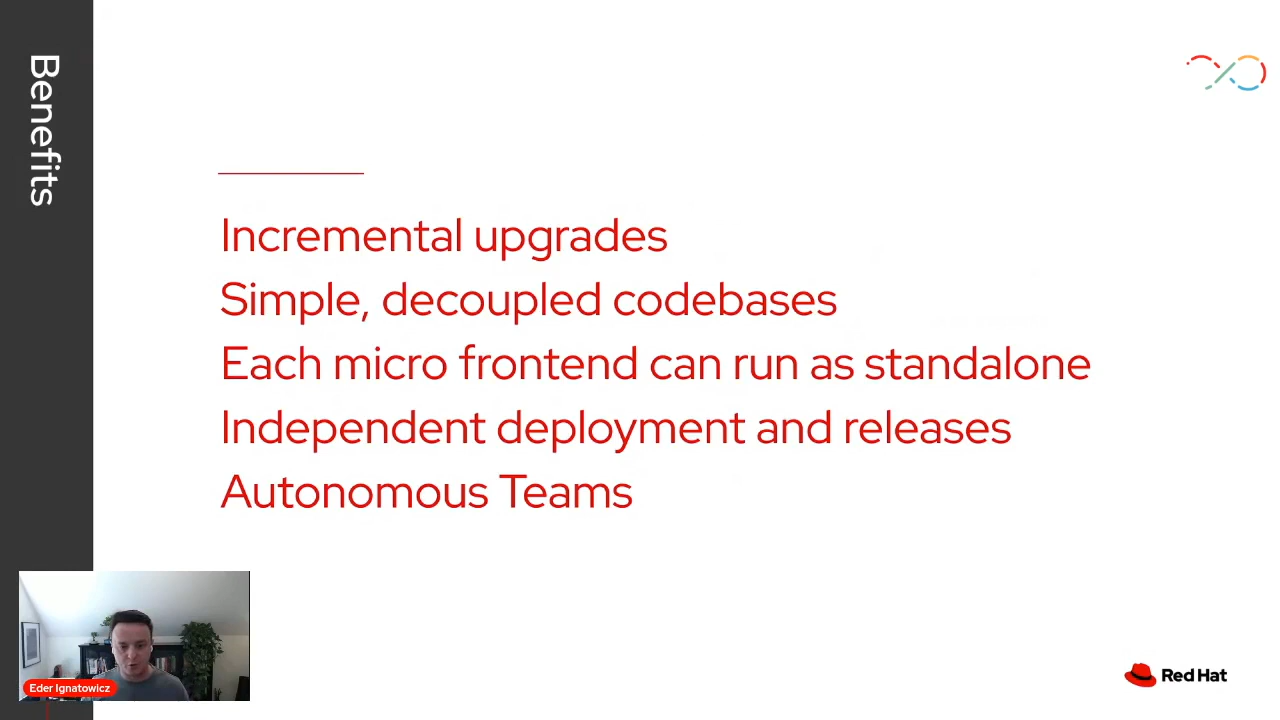 Benefits
Incremental upgrades
Simple, decoupled codebases
Each micro frontend can run as standalone
Independent deployment and releases
Autonomous Teams
Eder Ignatowicz
Red Hat